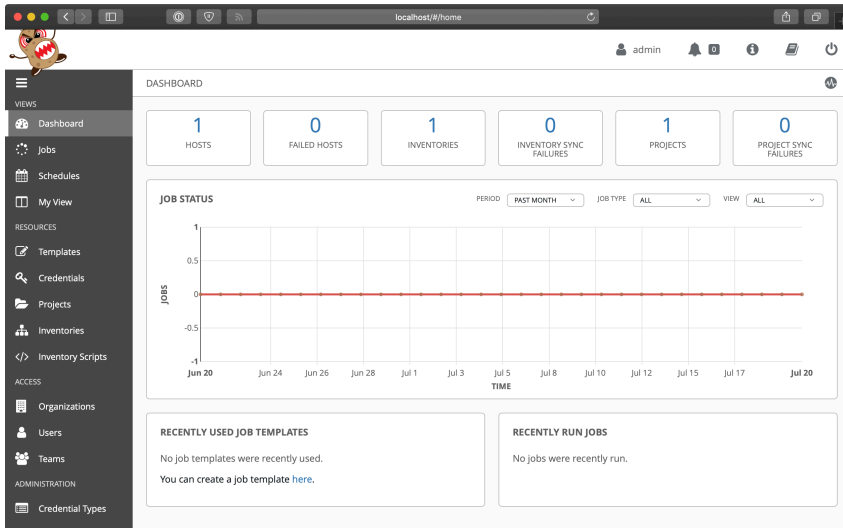 localhost/#/home
admin
0
DASHBOARD
VIEWS
Dashboard
Jobs
Schedules
My View
RESOURCES
Templates
Credentials
Projects
Inventories
Inventory Scripts
ACCESS
Organizations
Users
Teams
ADMINISTRATION
Credential Types
1
HOSTS
0
FAILED HOSTS
1
INVENTORIES
0
INVENTORY SYNC
FAILURES
1
PROJECTS
0
PROJECT SYNC
FAILURES
JOB STATUS
PERIOD PAST MONTH JOB TYPE ALL VIEW ALL
1
0.5
0
-0.5
-1
JOBS
Jun 20 Jun 24 Jun 26 Jun 28 Jul 1 Jul 3 Jul 5 Jul 8 Jul 10 Jul 12 Jul 15 Jul 17 Jul 20
TIME
RECENTLY USED JOB TEMPLATES
No job templates were recently used.
You can create a job template here.
RECENTLY RUN JOBS
No jobs were recently run.